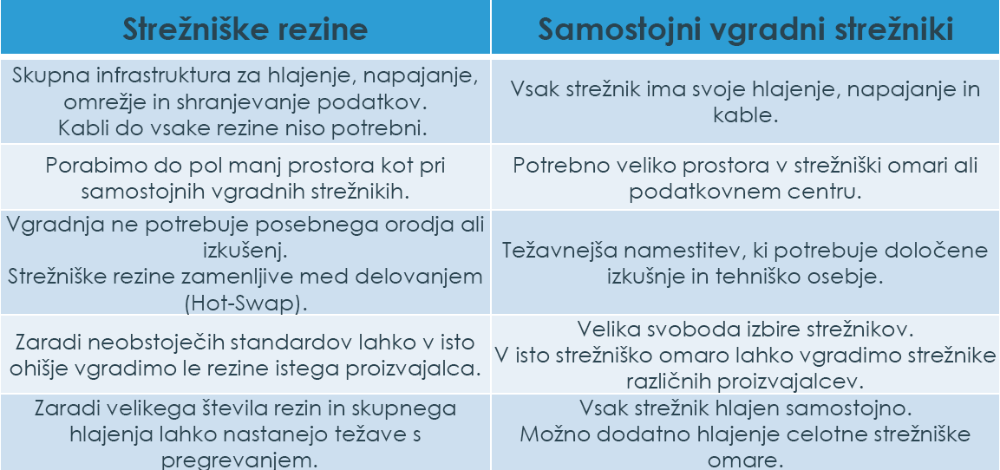 Strežniške rezine
Samostojni vgradni strežniki
Skupna infrastruktura za hlajenje, napajanje,
omrežje in shranjevanje podatkov.
Kabli do vsake rezine niso potrebni.
Vsak strežnik ima svoje hlajenje, napajanje in
kable.
Porabimo do pol manj prostora kot pri
samostojnih vgradnih strežnikih.
Potrebno veliko prostora v strežniški omari ali
podatkovnem centru.
Vgradnja ne potrebuje posebnega orodja ali
izkušenj.
Strežniške rezine zamenljive med delovanjem
(Hot-Swap).
Težavnejša namestitev, ki potrebuje določene
izkušnje in tehniško osebje.
Zaradi neobstoječih standardov lahko v isto
ohišje vgradimo le rezine istega proizvajalca.
Velika svoboda izbire strežnikov.
V isto strežniško omaro lahko vgradimo strežnike
različnih proizvajalcev.
Zaradi velikega števila rezin in skupnega
hlajenja lahko nastanejo težave s
pregrevanjem.
Vsak strežnik hlajen samostojno.
Možno dodatno hlajenje celotne strežniške
omare.